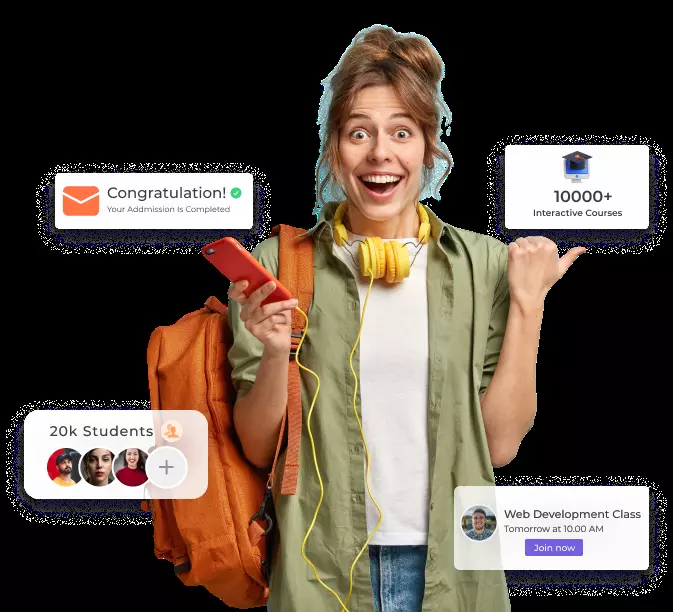 Congratulation!
Your Addmission Is Completed
10000+
Interactive Courses
20k Students
Web Development Class
Tomorrow at 10.00 AM
Join now